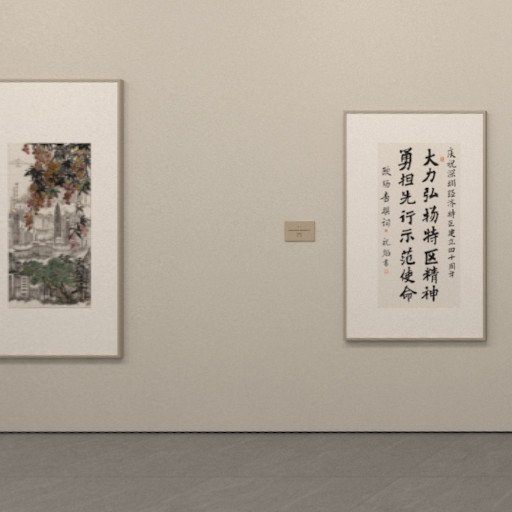 庆祝深圳经济特区建立四十周年
大力弘扬特区精神
勇担先行示范使命